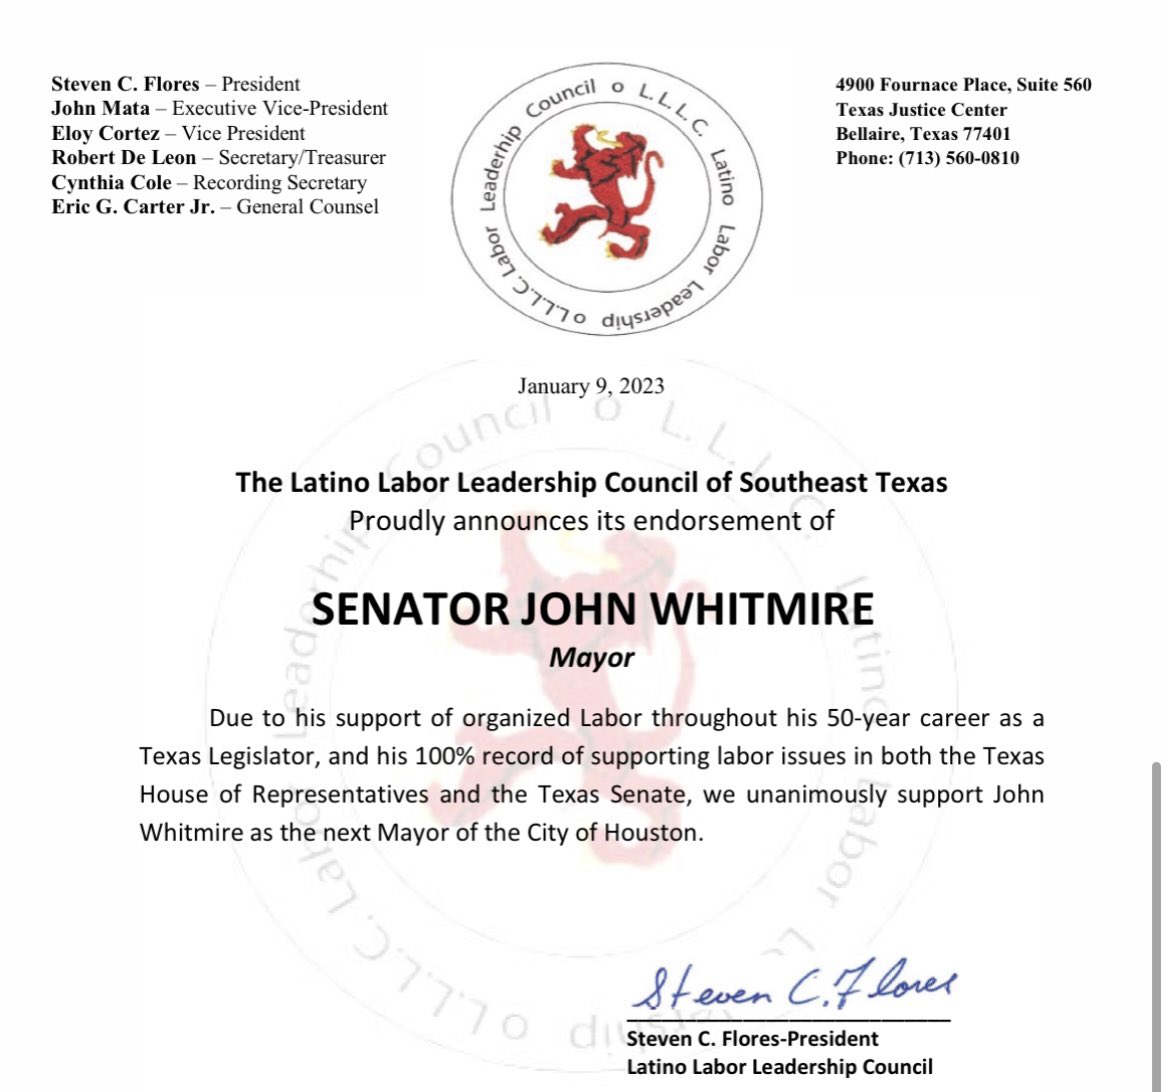 Steven C. Flores – President
John Mata – Executive Vice-President
Eloy Cortez – Vice President
Robert De Leon – Secretary/Treasurer
Cynthia Cole – Recording Secretary
Eric G. Carter Jr. – General Counsel
L.L.L.C. Latino Labor Leadership o L.L.L.C. Labor Leaderhip Council o
4900 Fournace Place, Suite 560
Texas Justice Center
Bellaire, Texas 77401
Phone: (713) 560-0810
January 9, 2023
The Latino Labor Leadership Council of Southeast Texas
Proudly announces its endorsement of
SENATOR JOHN WHITMIRE
Mayor
Due to his support of organized Labor throughout his 50-year career as a
Texas Legislator, and his 100% record of supporting labor issues in both the Texas
House of Representatives and the Texas Senate, we unanimously support John
Whitmire as the next Mayor of the City of Houston.
Steven C. Flores
Steven C. Flores-President
Latino Labor Leadership Council